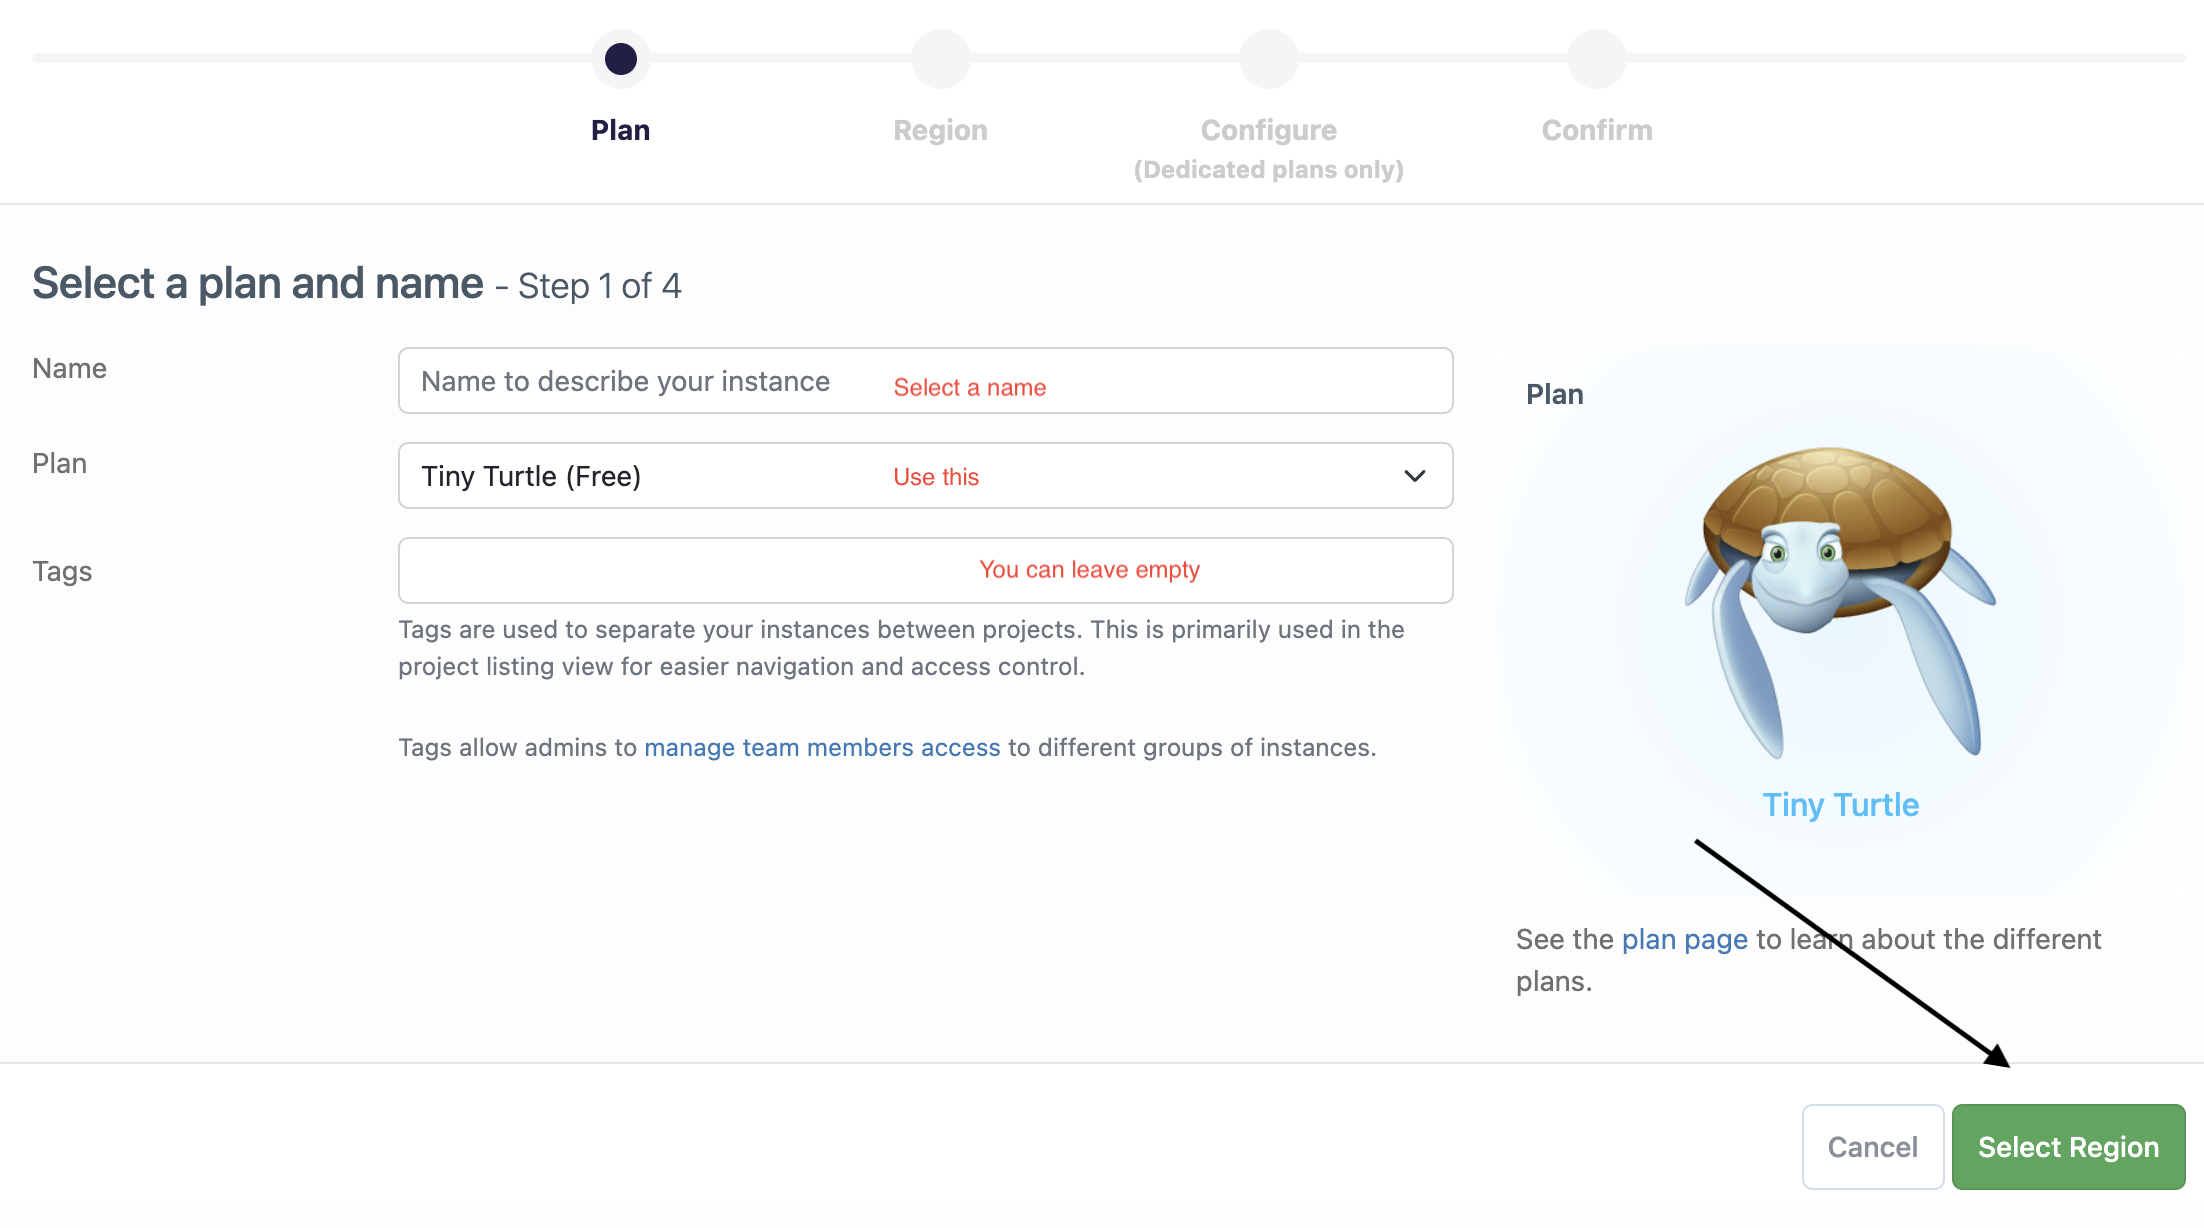 Plan
Region
Configure
(Dedicated plans only)
Confirm
Select a plan and name - Step 1 of 4
Name
Name to describe your instance
Select a name
Plan
Tiny Turtle (Free)
Use this
Tags
You can leave empty
Tags are used to separate your instances between projects. This is primarily used in the
project listing view for easier navigation and access control.
Tags allow admins to manage team members access to different groups of instances.
Plan
Tiny Turtle
See the plan page to learn about the different
plans.
Cancel
Select Region